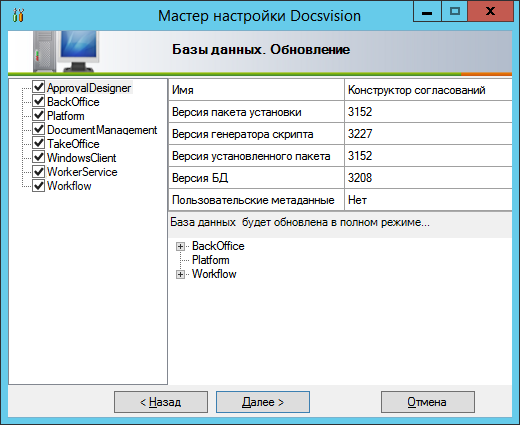 Мастер настройки Docsvision
Базы данных. Обновление
ApprovalDesigner
BackOffice
Platform
DocumentManagement
TakeOffice
WindowsClient
WorkerService
Workflow
Имя Конструктор согласований
Версия пакета установки 3152
Версия генератора скрипта 3227
Версия установленного пакета 3152
Версия БД 3208
Пользовательские метаданные Нет
База данных будет обновлена в полном режиме...
BackOffice
Platform
Workflow
< Назад Далее > Отмена